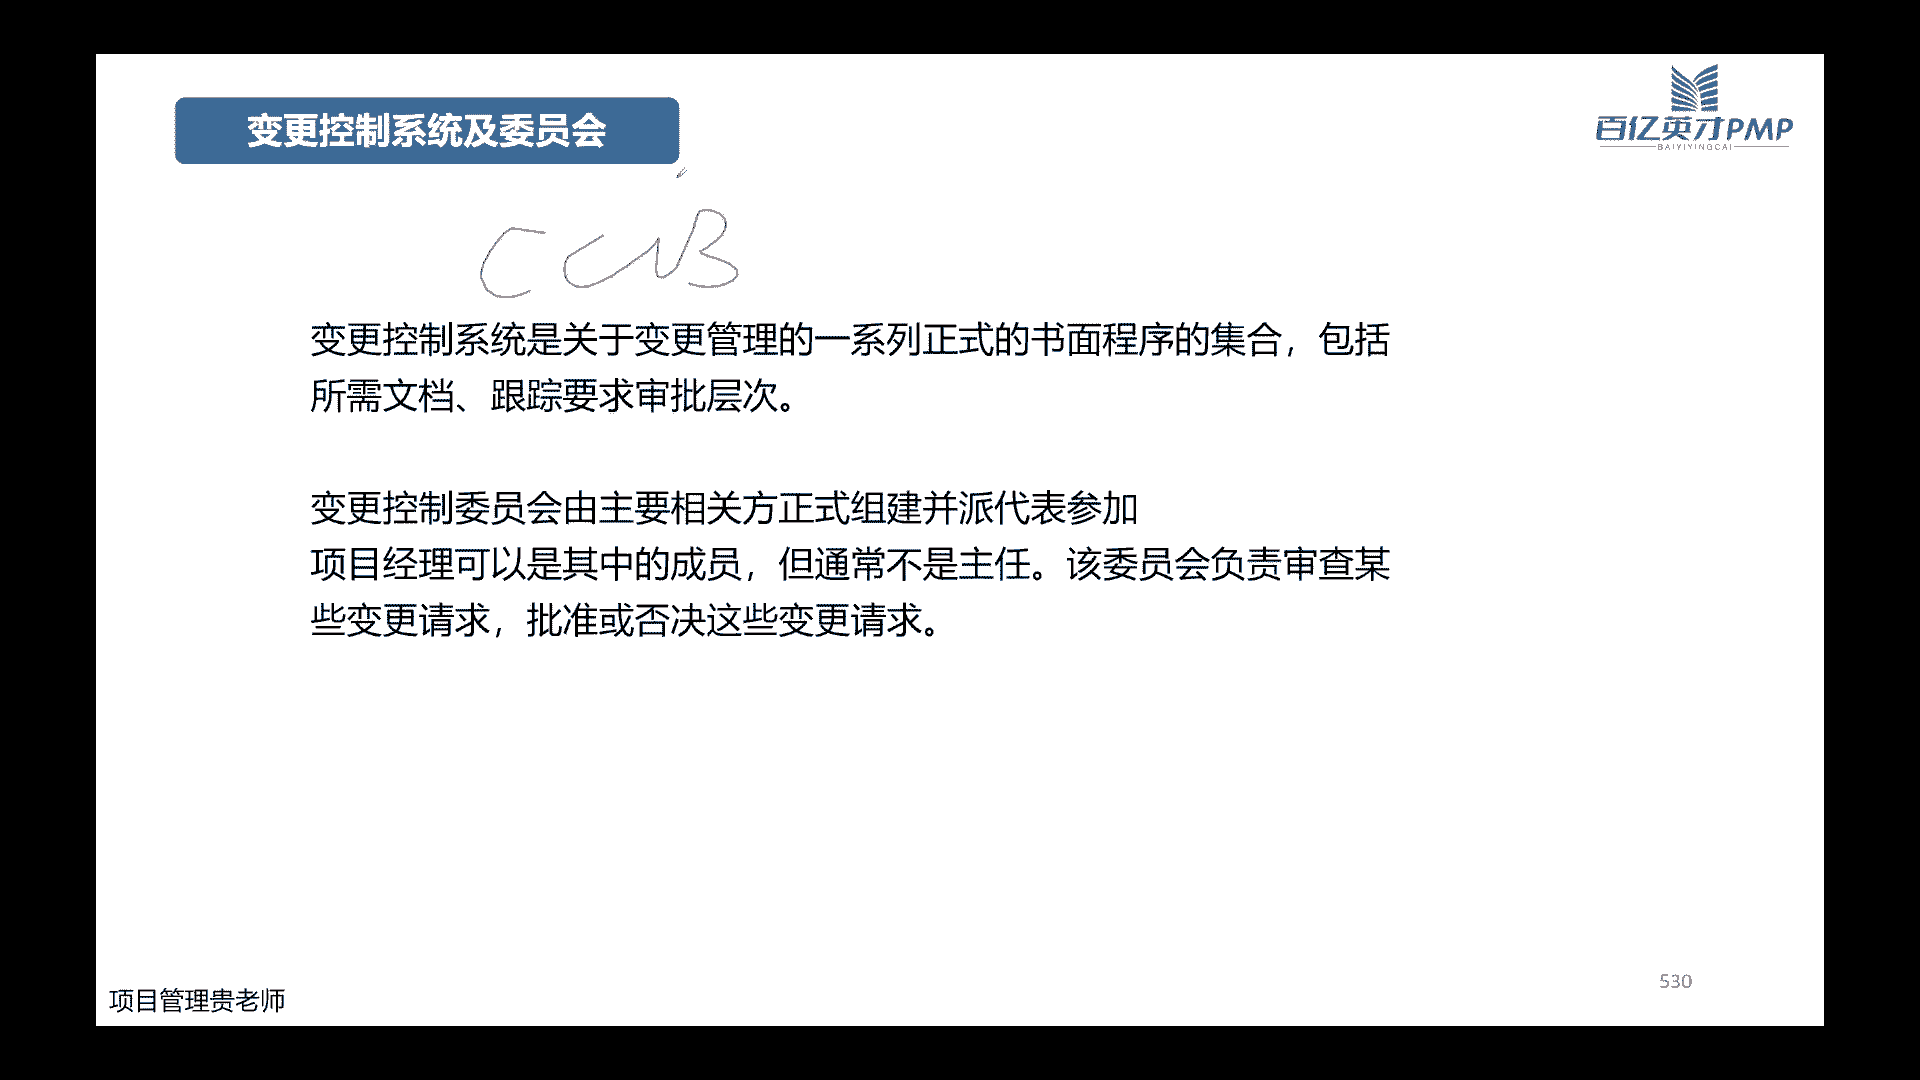 变更控制系统及委员会
百亿英才PMP
BAIYIYINGCAI
CCB
变更控制系统是关于变更管理的一系列正式的书面程序的集合，包括
所需文档、跟踪要求审批层次。
变更控制委员会由主要相关方正式组建并派代表参加
项目经理可以是其中的成员，但通常不是主任。该委员会负责审查某
些变更请求，批准或否决这些变更请求。
530
项目管理贵老师